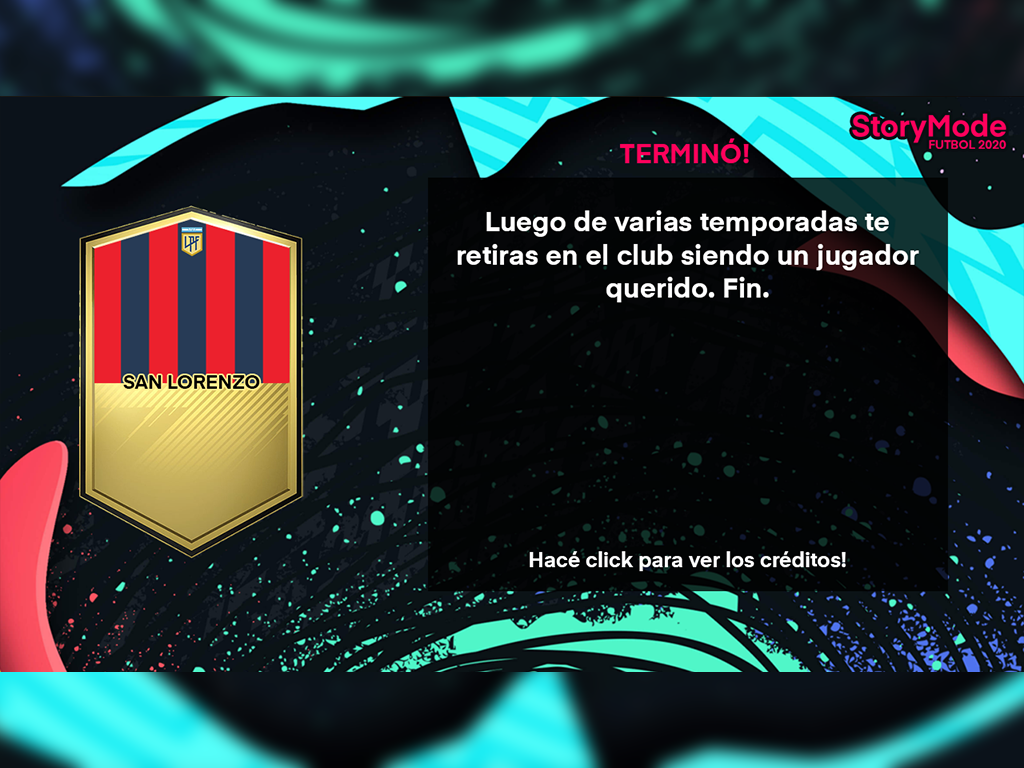 StoryMode
FUTBOL 2020
TERMINÓ!
Luego de varias temporadas te
retiras en el club siendo un jugador
querido. Fin.
LPF
SAN LORENZO
Hacé click para ver los créditos!